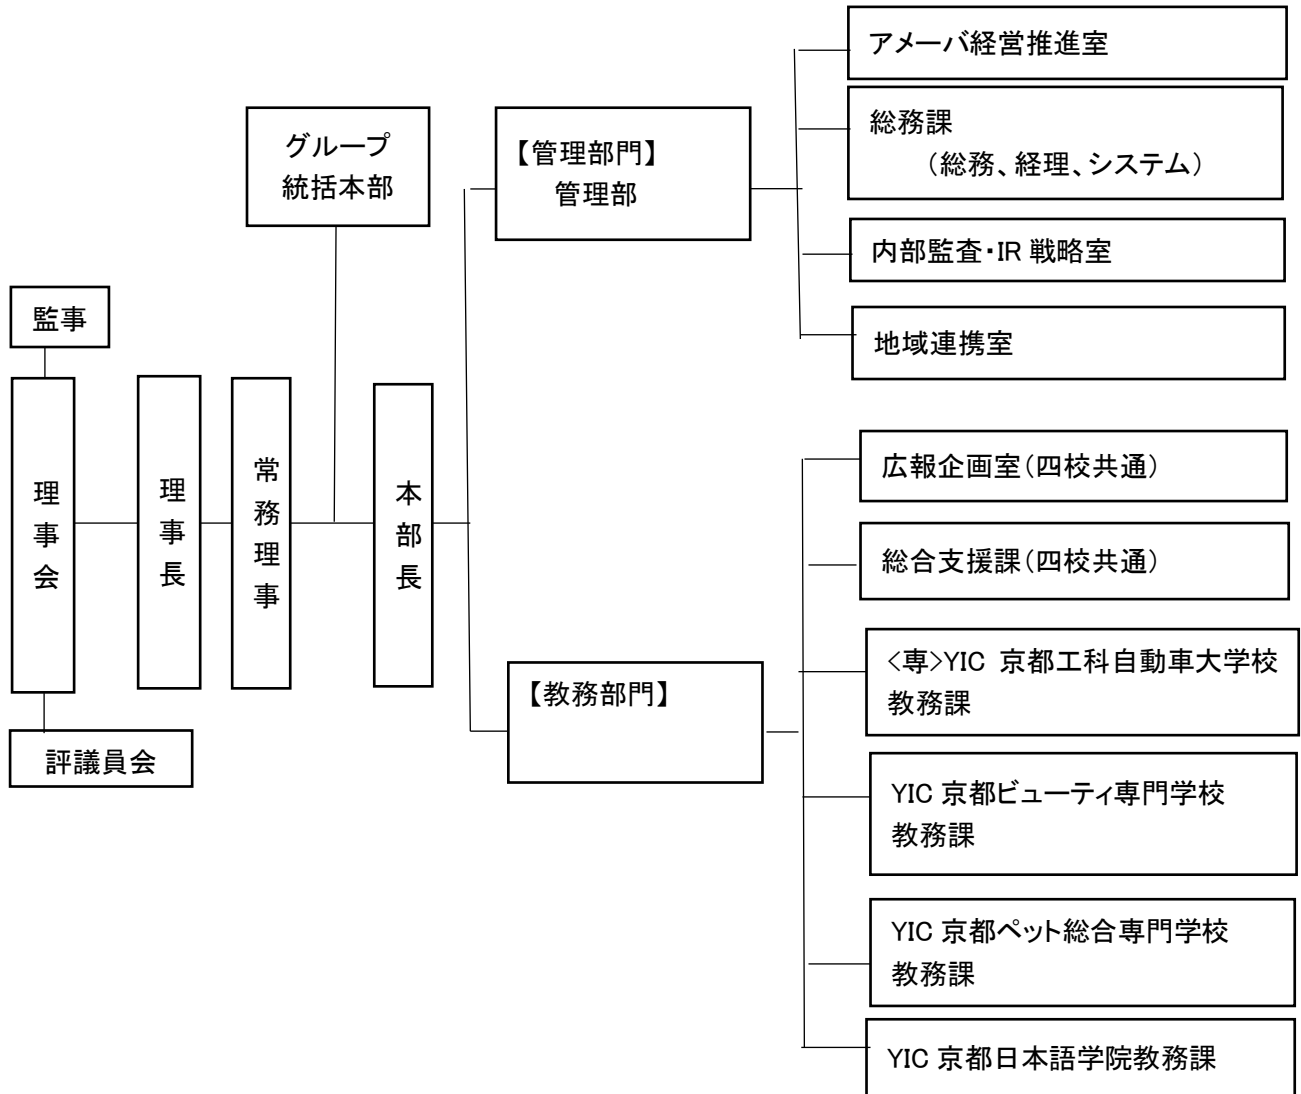 アメーバ経営推進室
総務課
（総務、経理、システム）
内部監査・IR 戦略室
地域連携室
グループ
統括本部
【管理部門】
管理部
監事
理事会
理事長
常務理事
本部長
評議員会
【教務部門】
広報企画室（四校共通）
総合支援課（四校共通）
<専>YIC 京都工科自動車大学校
教務課
YIC 京都ビューティ専門学校
教務課
YIC 京都ペット総合専門学校
教務課
YIC 京都日本語学院教務課